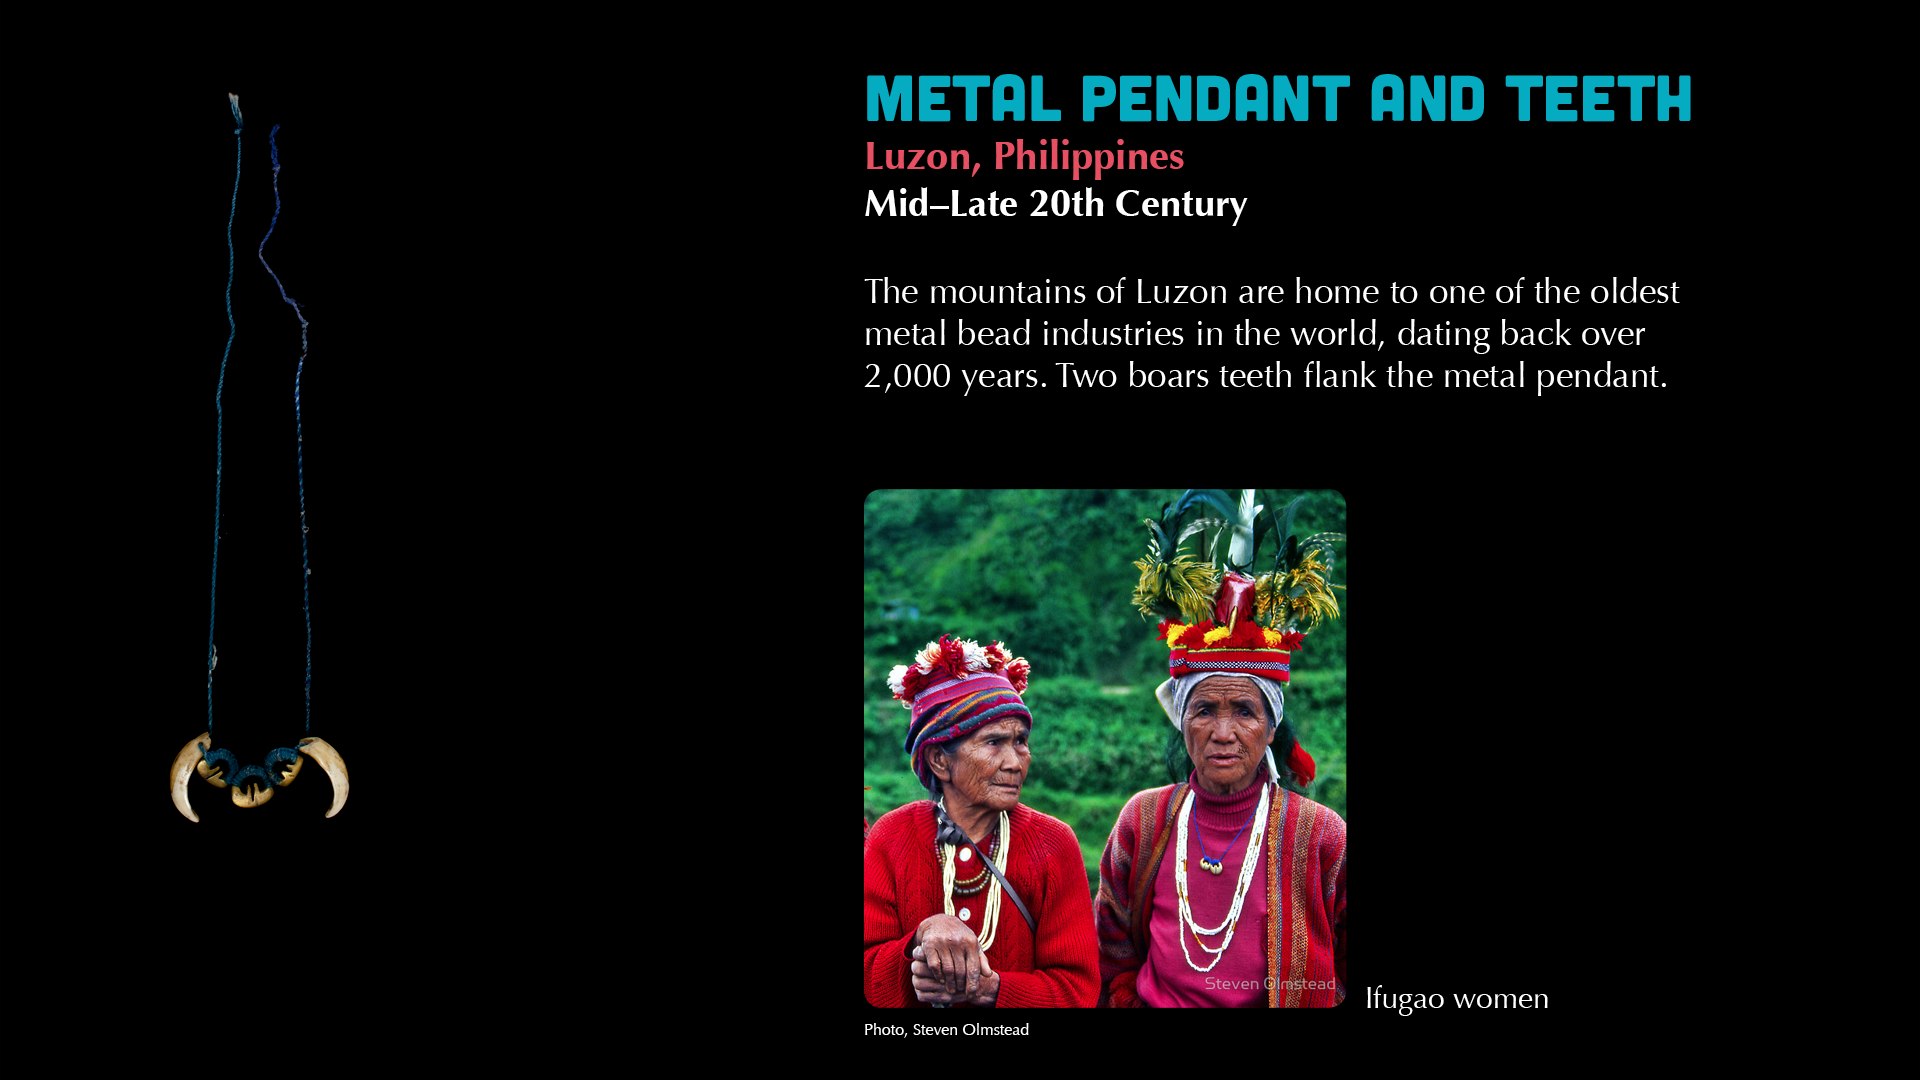 METAL PENDANT AND TEETH
Luzon, Philippines
Mid–Late 20th Century
The mountains of Luzon are home to one of the oldest
metal bead industries in the world, dating back over
2,000 years. Two boars teeth flank the metal pendant.
Steven Olmstead
Ifugao women
Photo, Steven Olmstead